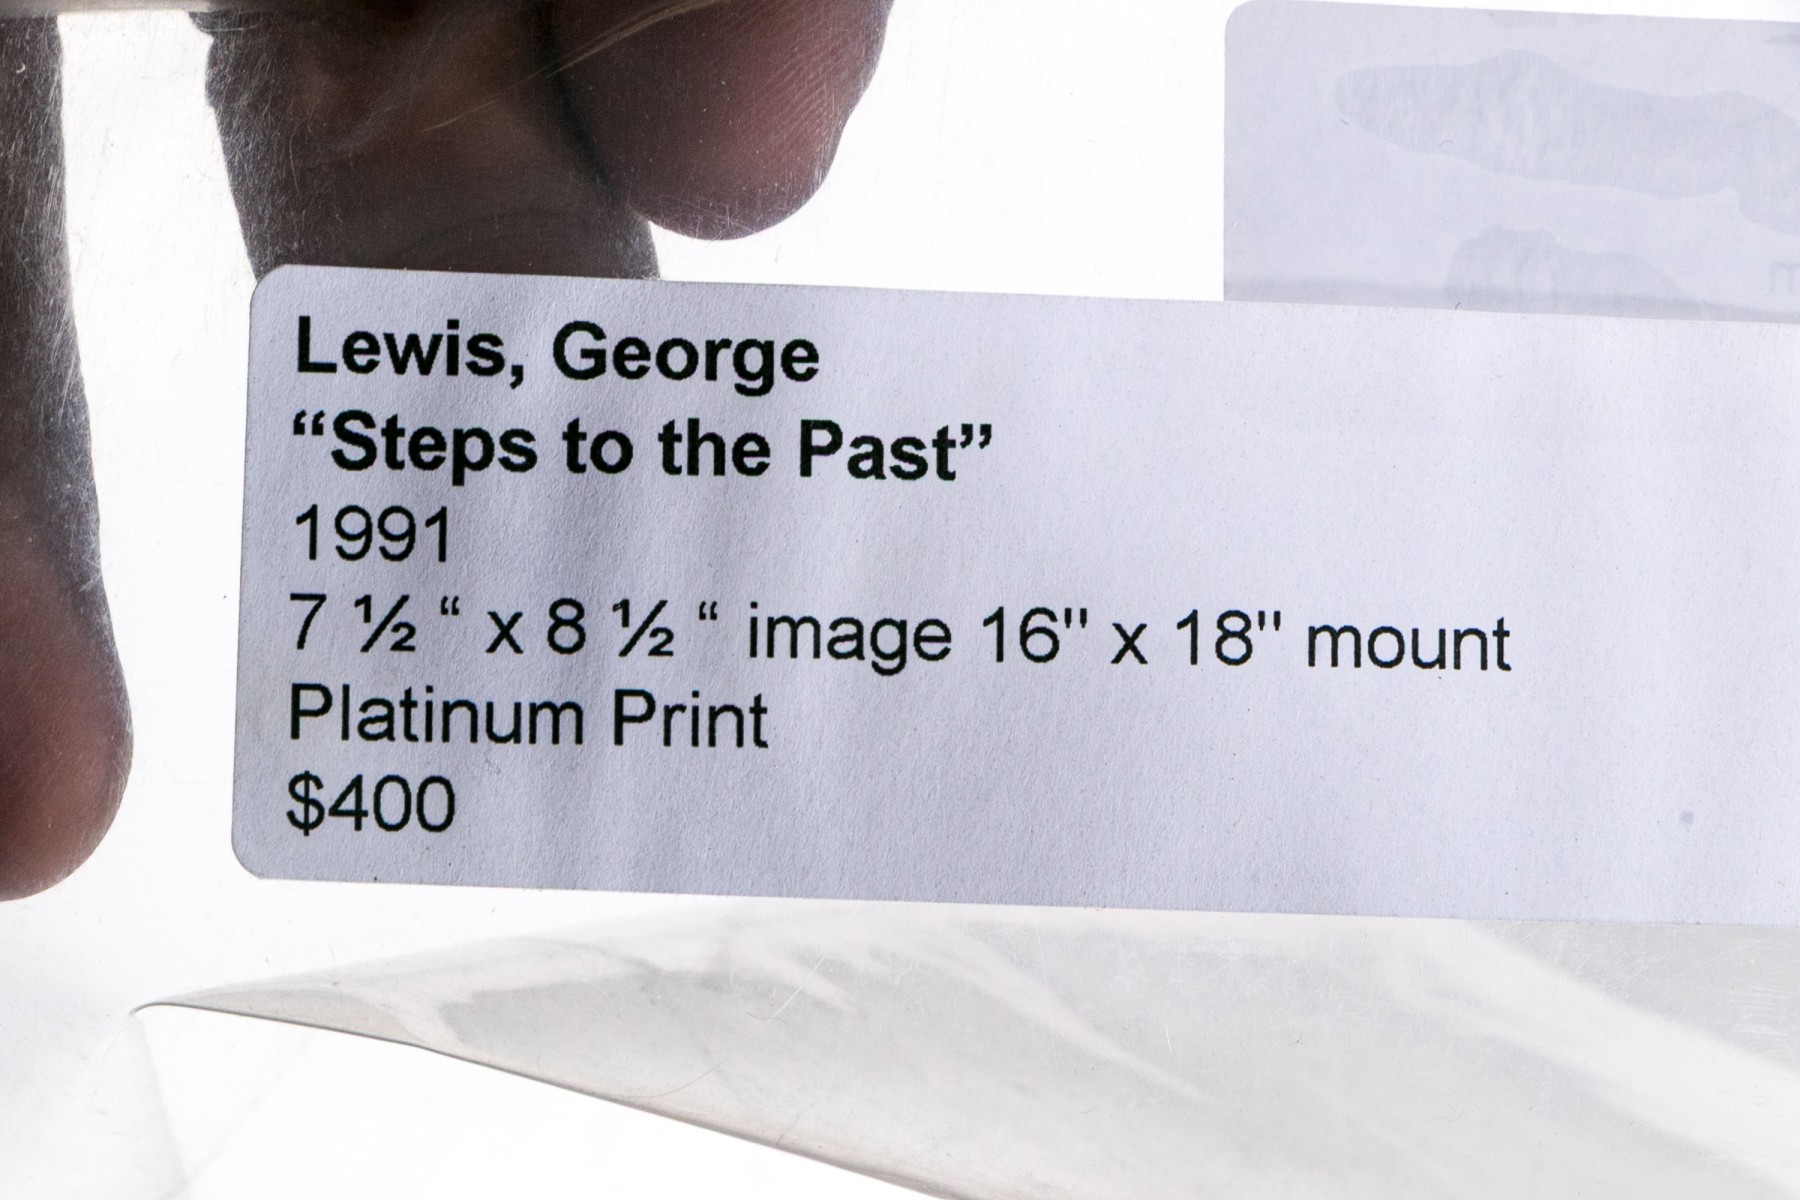 Lewis, George
“Steps to the Past”
1991
7 ½ “ x 8 ½ “ image 16" x 18" mount
Platinum Print
$400